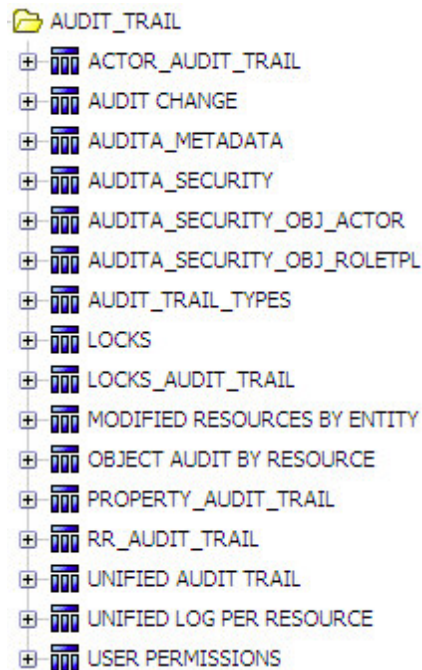 AUDIT_TRAIL
ACTOR_AUDIT_TRAIL
AUDIT CHANGE
AUDITA_METADATA
AUDITA_SECURITY
AUDITA_SECURITY_OBJ_ACTOR
AUDITA_SECURITY_OBJ_ROLETPL
AUDIT_TRAIL_TYPES
LOCKS
LOCKS_AUDIT_TRAIL
MODIFIED RESOURCES BY ENTITY
OBJECT AUDIT BY RESOURCE
PROPERTY_AUDIT_TRAIL
RR_AUDIT_TRAIL
UNIFIED AUDIT TRAIL
UNIFIED LOG PER RESOURCE
USER PERMISSIONS